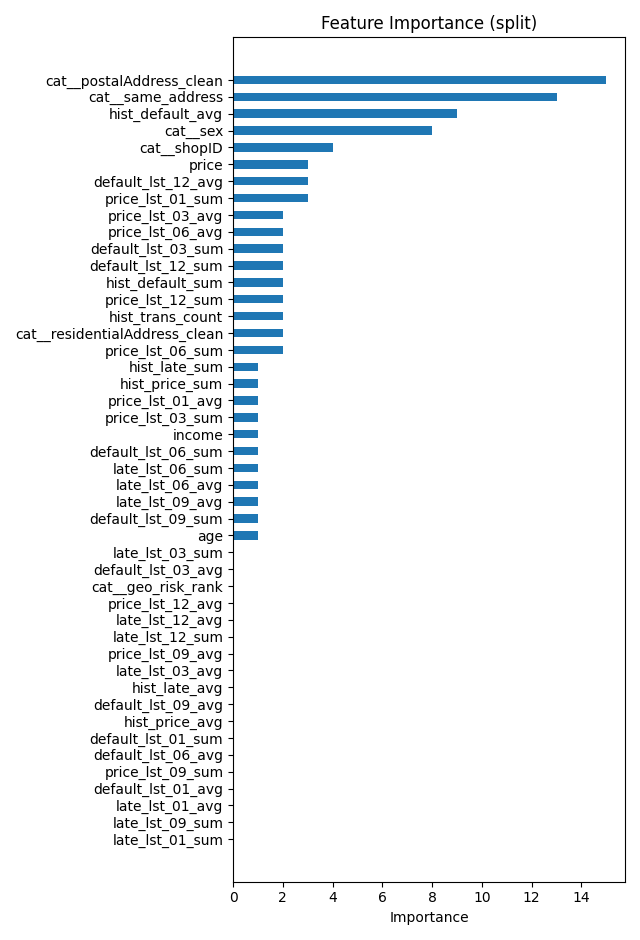 Feature Importance (split)
cat__postalAddress_clean
cat__same_address
hist_default_avg
cat__sex
cat__shopID
price
default_lst_12_avg
price_lst_01_sum
price_lst_03_avg
price_lst_06_avg
default_lst_03_sum
default_lst_12_sum
hist_default_sum
price_lst_12_sum
hist_trans_count
cat__residentialAddress_clean
price_lst_06_sum
hist_late_sum
hist_price_sum
price_lst_01_avg
price_lst_03_sum
income
default_lst_06_sum
late_lst_06_sum
late_lst_06_avg
late_lst_09_avg
default_lst_09_sum
age
late_lst_03_sum
default_lst_03_avg
cat__geo_risk_rank
price_lst_12_avg
late_lst_12_avg
late_lst_12_sum
price_lst_09_avg
late_lst_03_avg
hist_late_avg
default_lst_09_avg
hist_price_avg
default_lst_01_sum
default_lst_06_avg
price_lst_09_sum
default_lst_01_avg
late_lst_01_avg
late_lst_09_sum
late_lst_01_sum
0 2 4 6 8 10 12 14
Importance